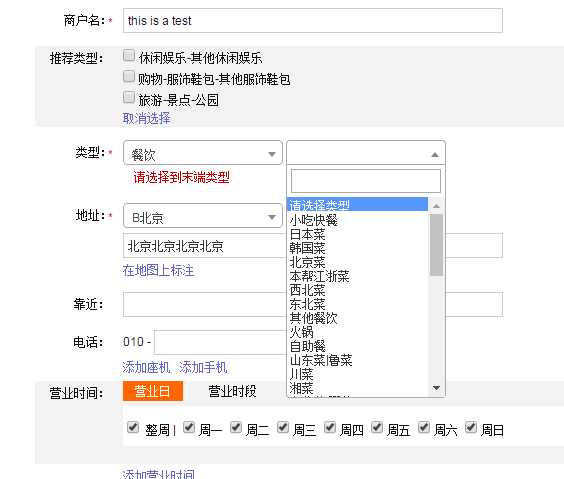 商户名:*
this is a test
推荐类型:
休闲娱乐-其他休闲娱乐
购物-服饰鞋包-其他服饰鞋包
旅游-景点-公园
取消选择
类型:*
餐饮
请选择到末端类型
请选择类型
小吃快餐
日本菜
韩国菜
北京菜
本帮江浙菜
西北菜
东北菜
其他餐饮
火锅
自助餐
山东菜|鲁菜
川菜
湘菜
地址:*
B北京
北京北京北京北京
在地图上标注
靠近:
电话:
010 -
添加座机 添加手机
营业时间:
营业日 营业时段
整周 | 周一 周二 周三 周四 周五 周六 周日
添加营业时间